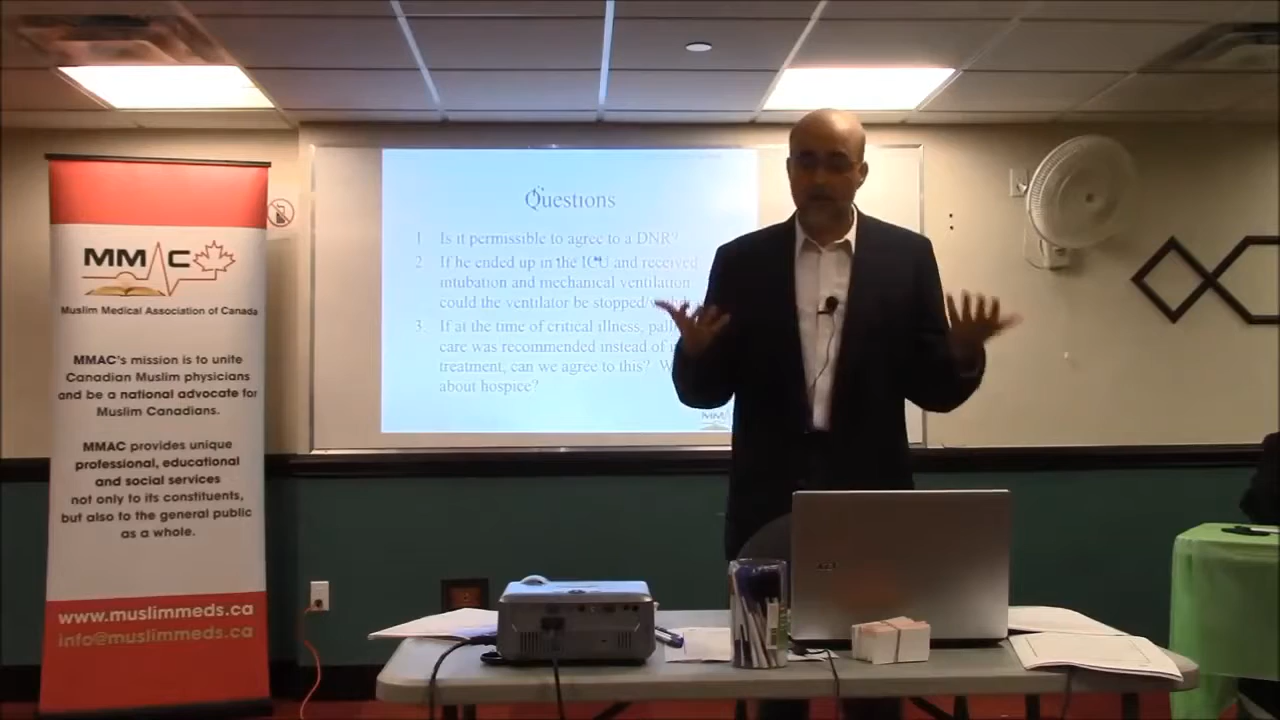 MMAC
Muslim Medical Association of Canada
MMAC's mission is to unite
Canadian Muslim physicians
and be a national advocate for
Muslim Canadians.
MMAC provides unique
professional, educational
and social services
not only to its constituents,
but also to the general public
as a whole.
www.muslimmeds.ca
info@muslimmeds.ca
Questions
1 Is it permissible to agree to a DNR?
2 If he ended up in the ICU and received
intubation and mechanical ventilation
could the ventilator be stopped/
3. If at the time of critical illness,
care was recommended instead of
treatment, can we agree to this?
about hospice?
MM
acer